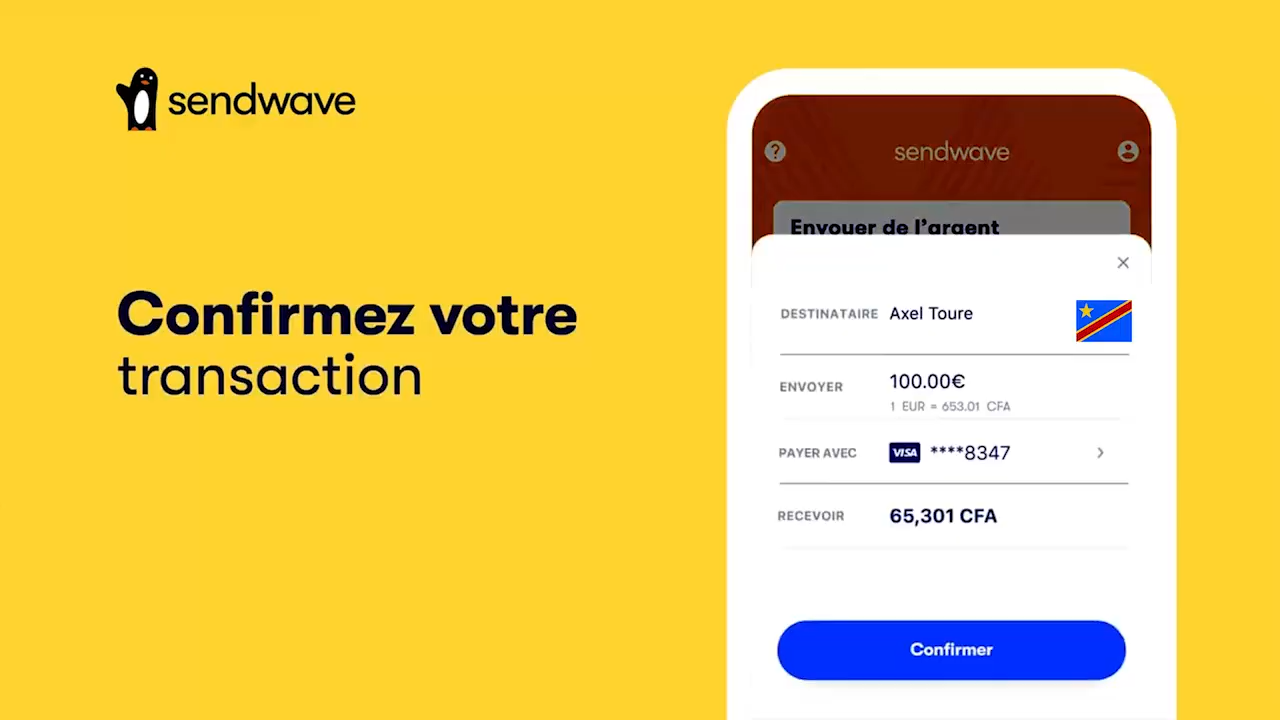 sendwave
Confirmez votre
transaction
?
sendwave
Envoyer de l'argent
DESTINATAIRE Axel Toure
ENVOYER 100.00€
1 EUR = 653.01 CFA
PAYER AVEC VISA ****8347
RECEVOIR 65,301 CFA
Confirmer